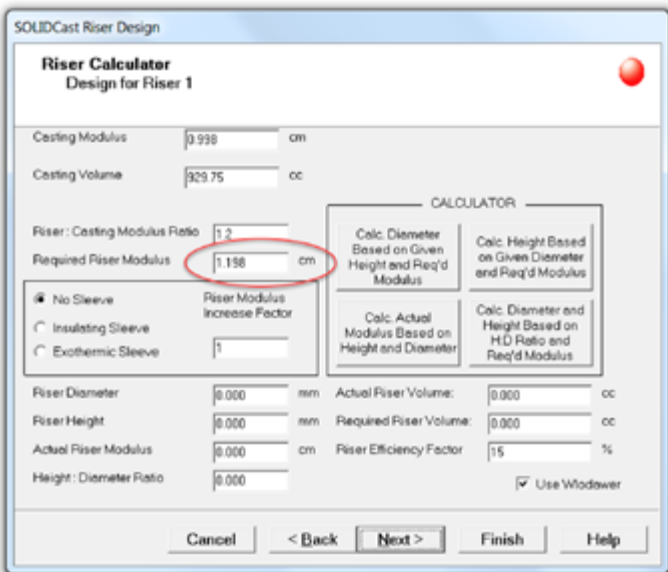 SOLIDCast Riser Design
Riser Calculator
Design for Riser 1
Casting Modulus 0.998 cm
Casting Volume 929.75 cc
Riser : Casting Modulus Ratio 1.2
Required Riser Modulus 1.198 cm
No Sleeve
Insulating Sleeve
Exothermic Sleeve
Riser Modulus
Increase Factor
1
CALCULATOR
Calc. Diameter
Based on Given
Height and Req'd
Modulus
Calc. Height Based
on Given Diameter
and Req'd Modulus
Calc. Actual
Modulus Based on
Height and Diameter
Calc. Diameter and
Height Based on
H:D Ratio and
Req'd Modulus
Riser Diameter 0.000 mm
Riser Height 0.000 mm
Actual Riser Modulus 0.000 cm
Height : Diameter Ratio 0.000
Actual Riser Volume: 0.000 cc
Required Riser Volume: 0.000 cc
Riser Efficiency Factor 15 %
Use Wlodawer
Cancel
< Back
Next >
Finish
Help